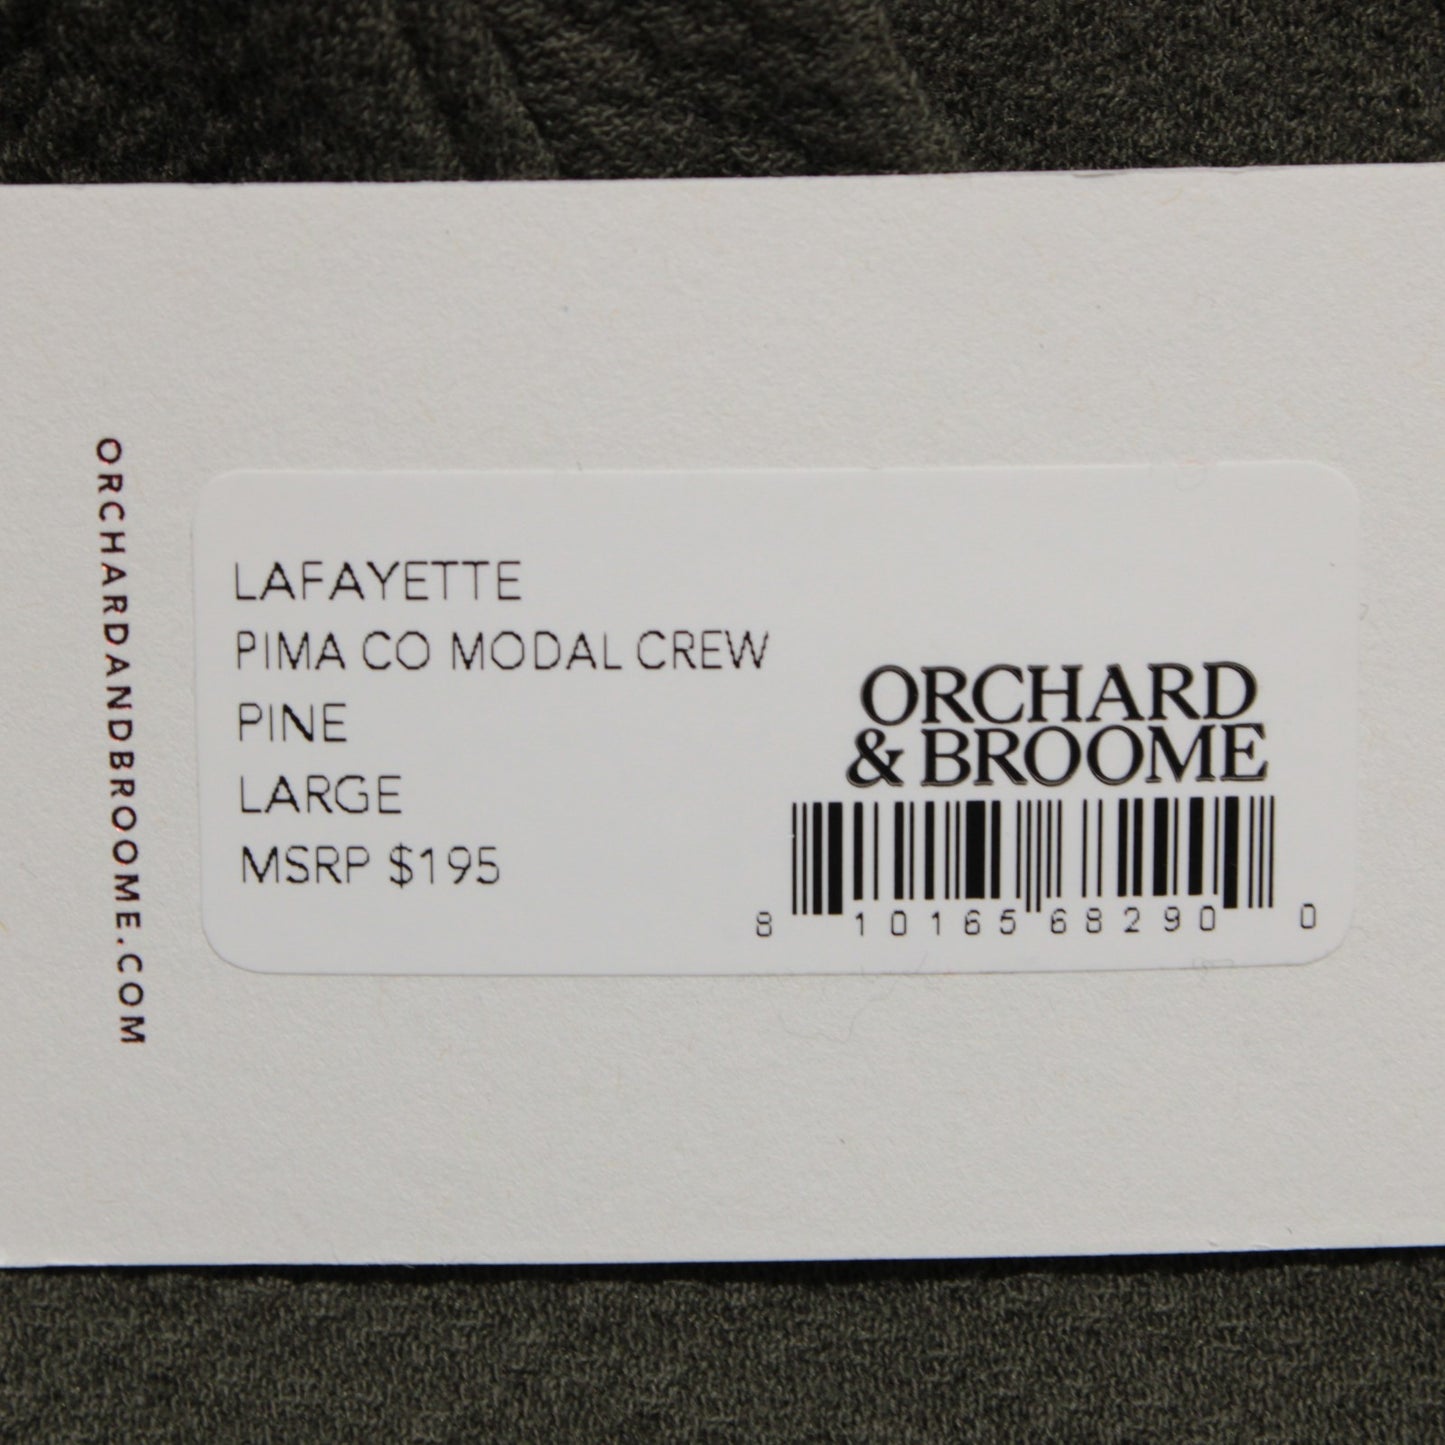 ORCHARDANDBROOME.COM
LAFAYETTE
PIMA CO MODAL CREW
PINE
LARGE
MSRP $195
ORCHARD
& BROOME
8 10165 68290 0